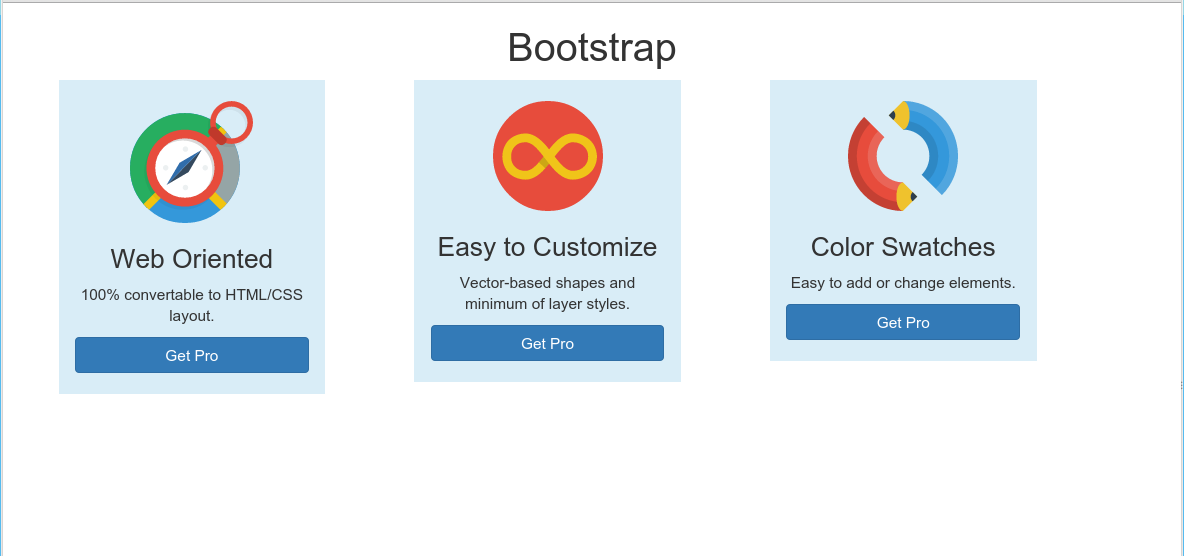 Bootstrap
Web Oriented
100% convertable to HTML/CSS
layout.
Get Pro
Easy to Customize
Vector-based shapes and
minimum of layer styles.
Get Pro
Color Swatches
Easy to add or change elements.
Get Pro